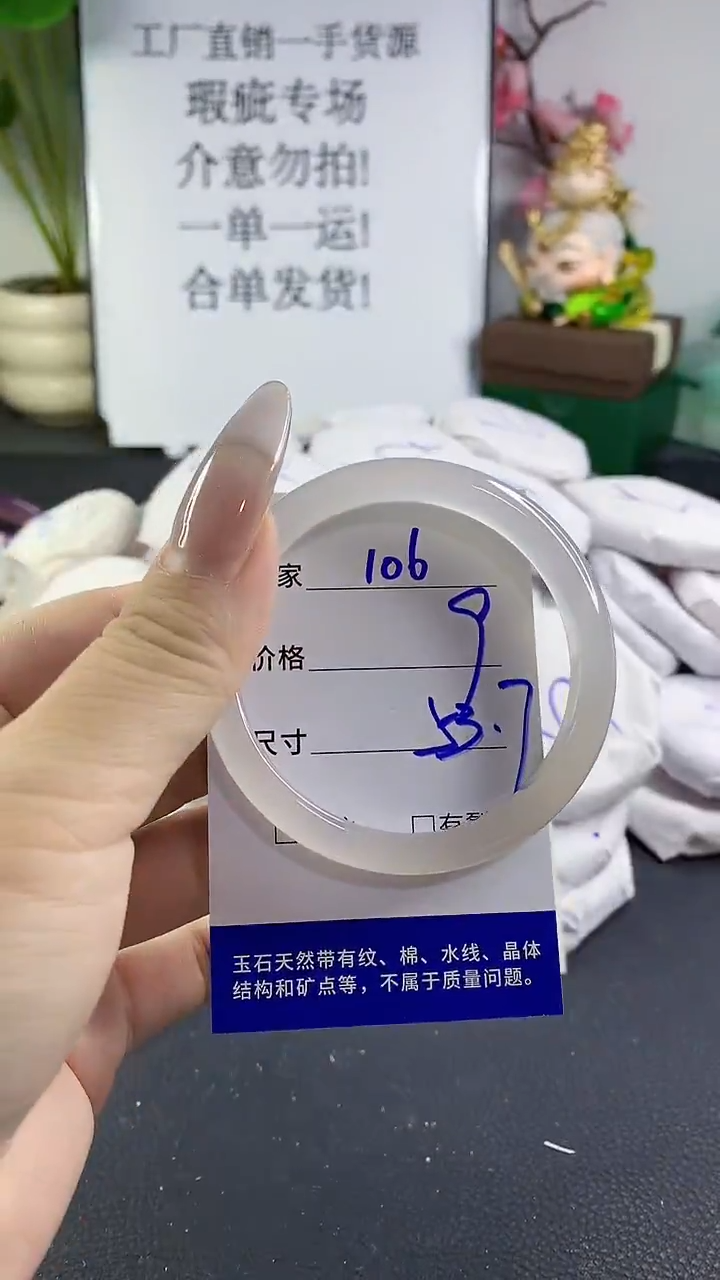 工厂直销一手货源
瑕疵专场
介意勿拍!
一单一运!
合单发货!
家 106
价格
尺寸 53.7
玉石天然带有纹、棉、水线、晶体
结构和矿点等，不属于质量问题。